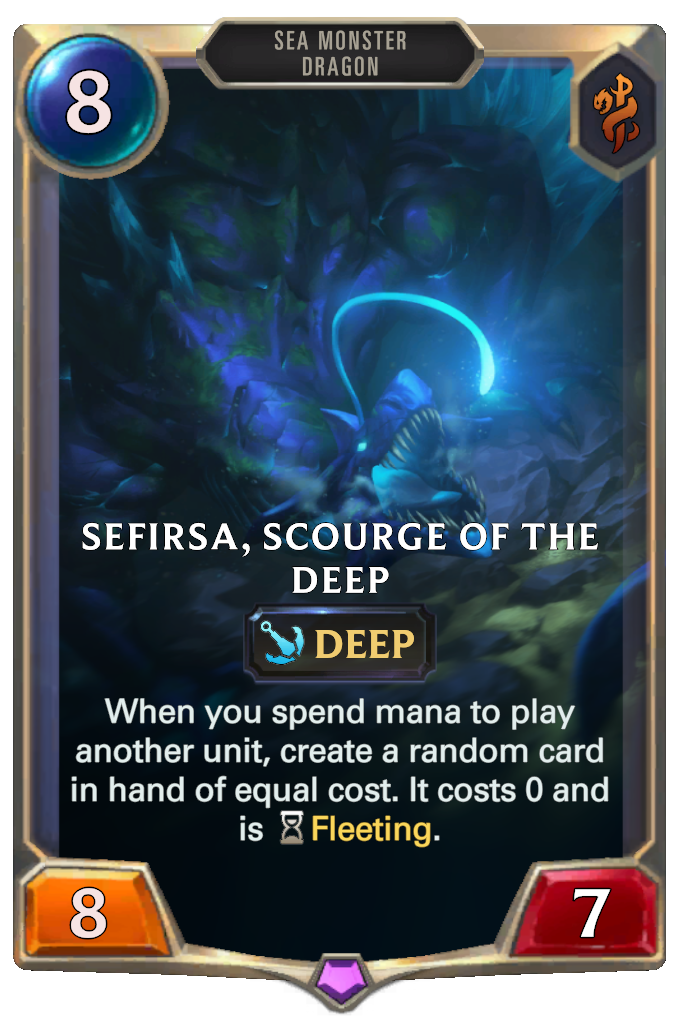 SEA MONSTER
DRAGON
8
SEFIRSA, SCOURGE OF THE
DEEP
DEEP
When you spend mana to play
another unit, create a random card
in hand of equal cost. It costs 0 and
is Fleeting.
8
7